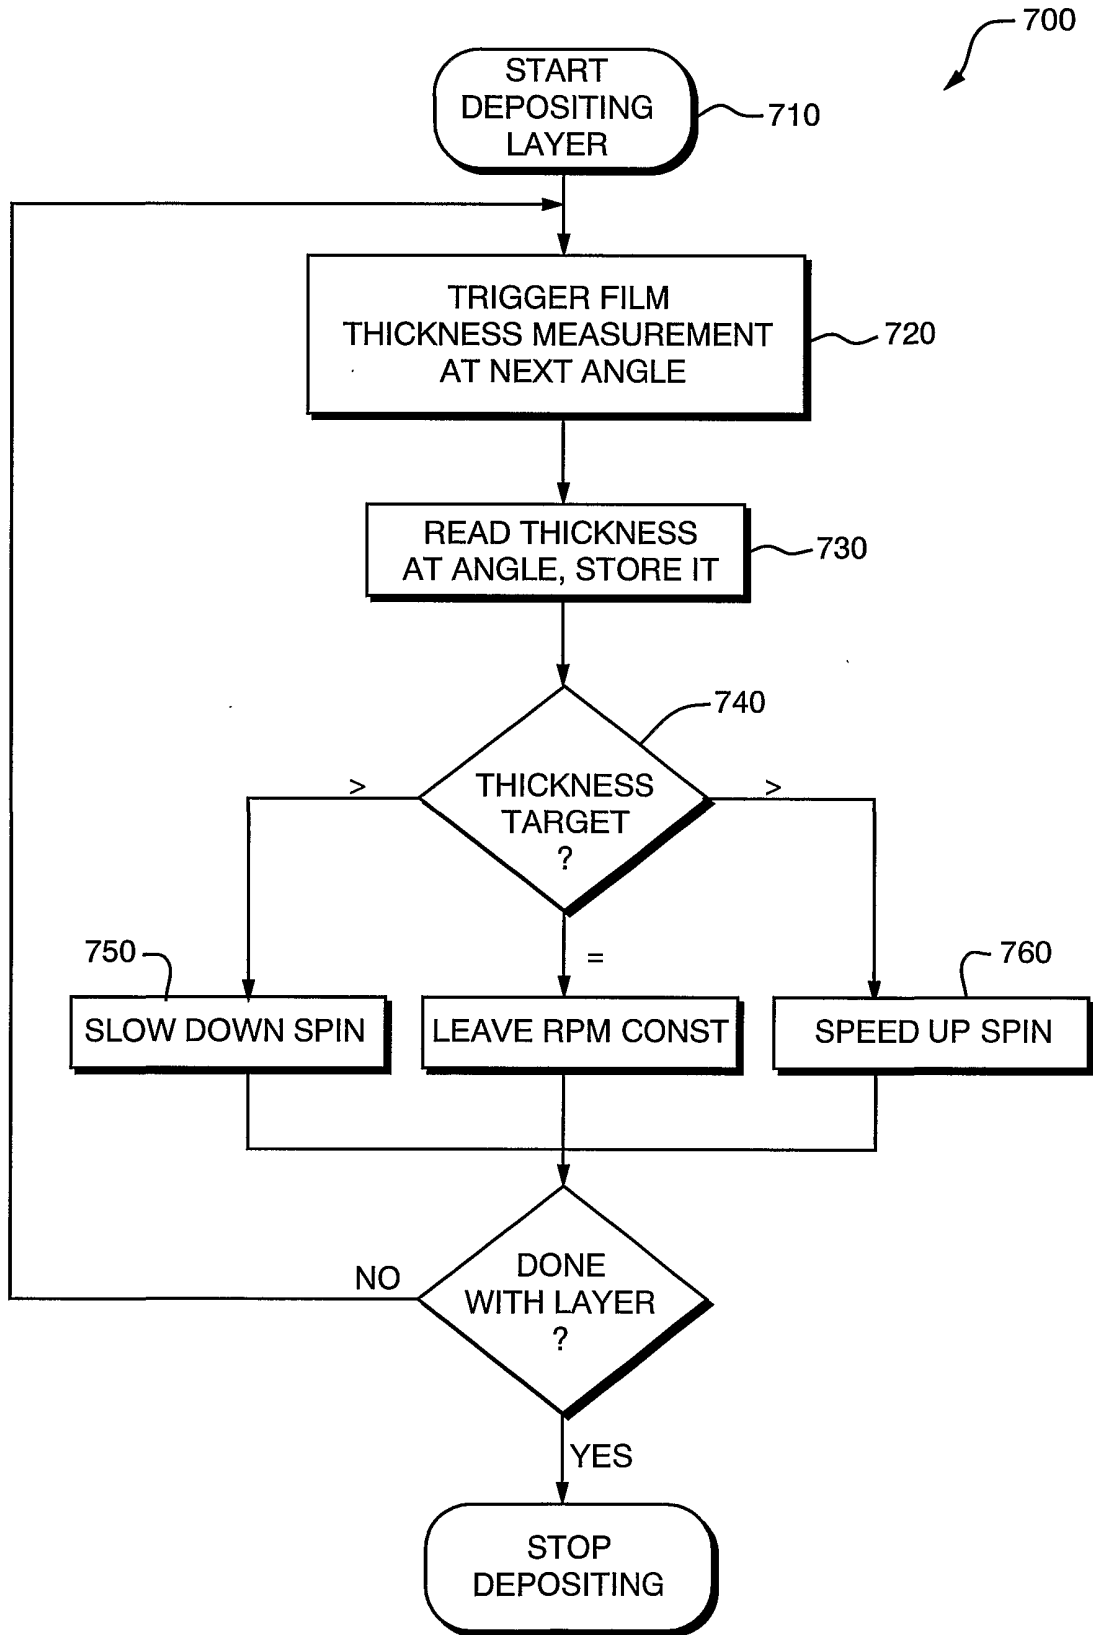 700
START
DEPOSITING
LAYER
710
TRIGGER FILM
THICKNESS MEASUREMENT
AT NEXT ANGLE
720
READ THICKNESS
AT ANGLE, STORE IT
730
740
THICKNESS
TARGET
?
>
>
=
750
SLOW DOWN SPIN
LEAVE RPM CONST
760
SPEED UP SPIN
DONE
WITH LAYER
?
NO
YES
STOP
DEPOSITING